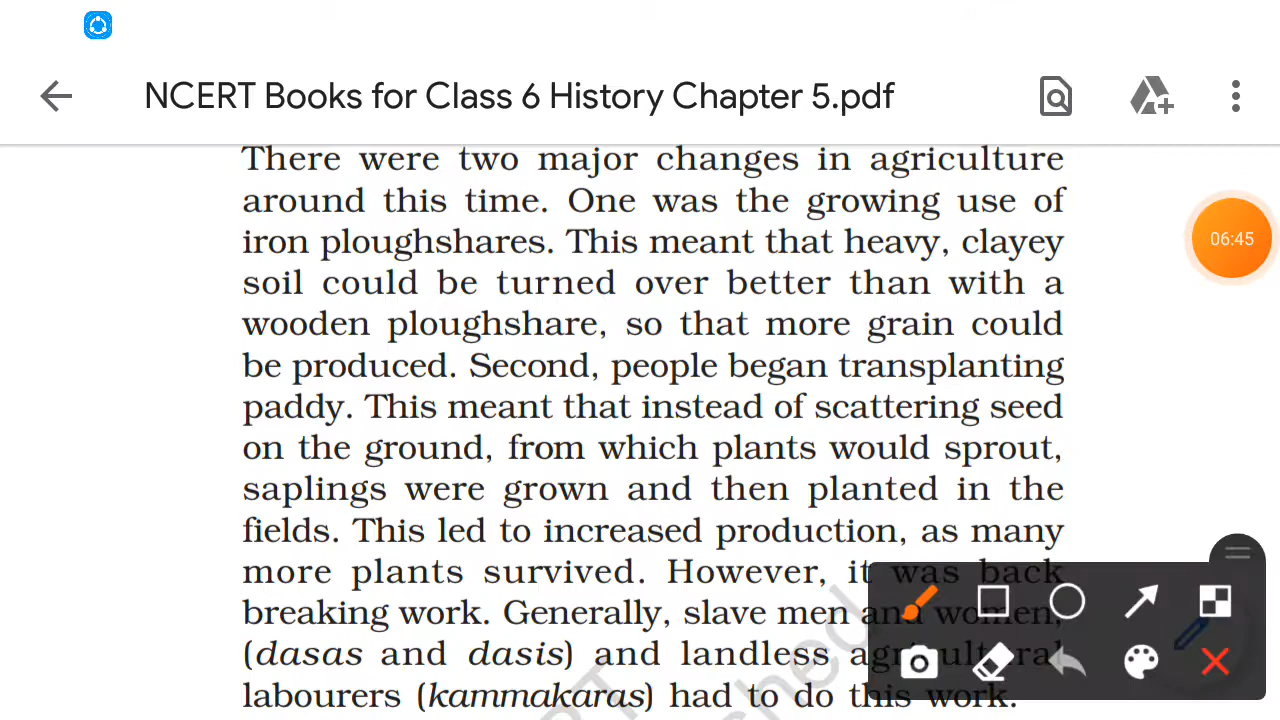 NCERT Books for Class 6 History Chapter 5.pdf
There were two major changes in agriculture
around this time. One was the growing use of
iron ploughshares. This meant that heavy, clayey
06:45
soil could be turned over better than with a
wooden ploughshare, so that more grain could
be produced. Second, people began transplanting
paddy. This meant that instead of scattering seed
on the ground, from which plants would sprout,
saplings were grown and then planted in the
fields. This led to increased production, as many
more plants survived. However, it was back
breaking work. Generally, slave men and women,
(dasas and dasis) and landless agricultural
labourers (kammakaras) had to do this work.